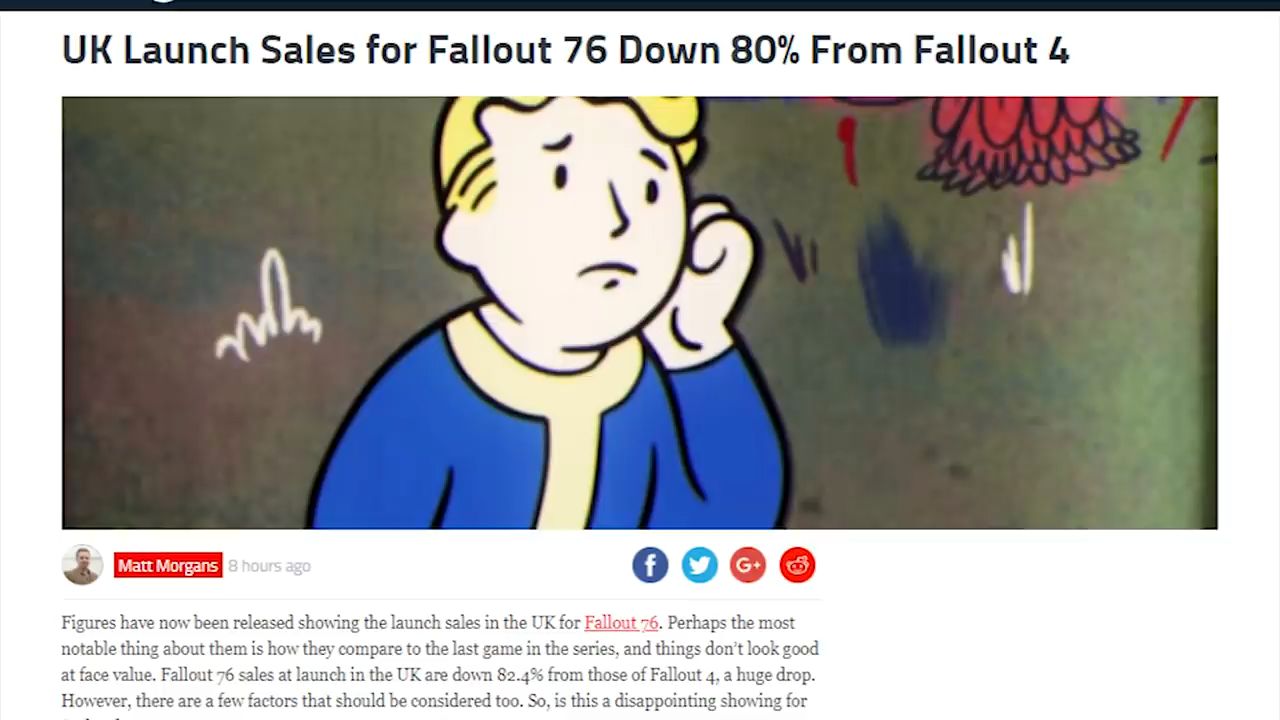 UK Launch Sales for Fallout 76 Down 80% From Fallout 4
Matt Morgans 8 hours ago
Figures have now been released showing the launch sales in the UK for Fallout 76. Perhaps the most
notable thing about them is how they compare to the last game in the series, and things don't look good
at face value. Fallout 76 sales at launch in the UK are down 82.4% from those of Fallout 4, a huge drop.
However, there are a few factors that should be considered too. So, is this a disappointing showing for